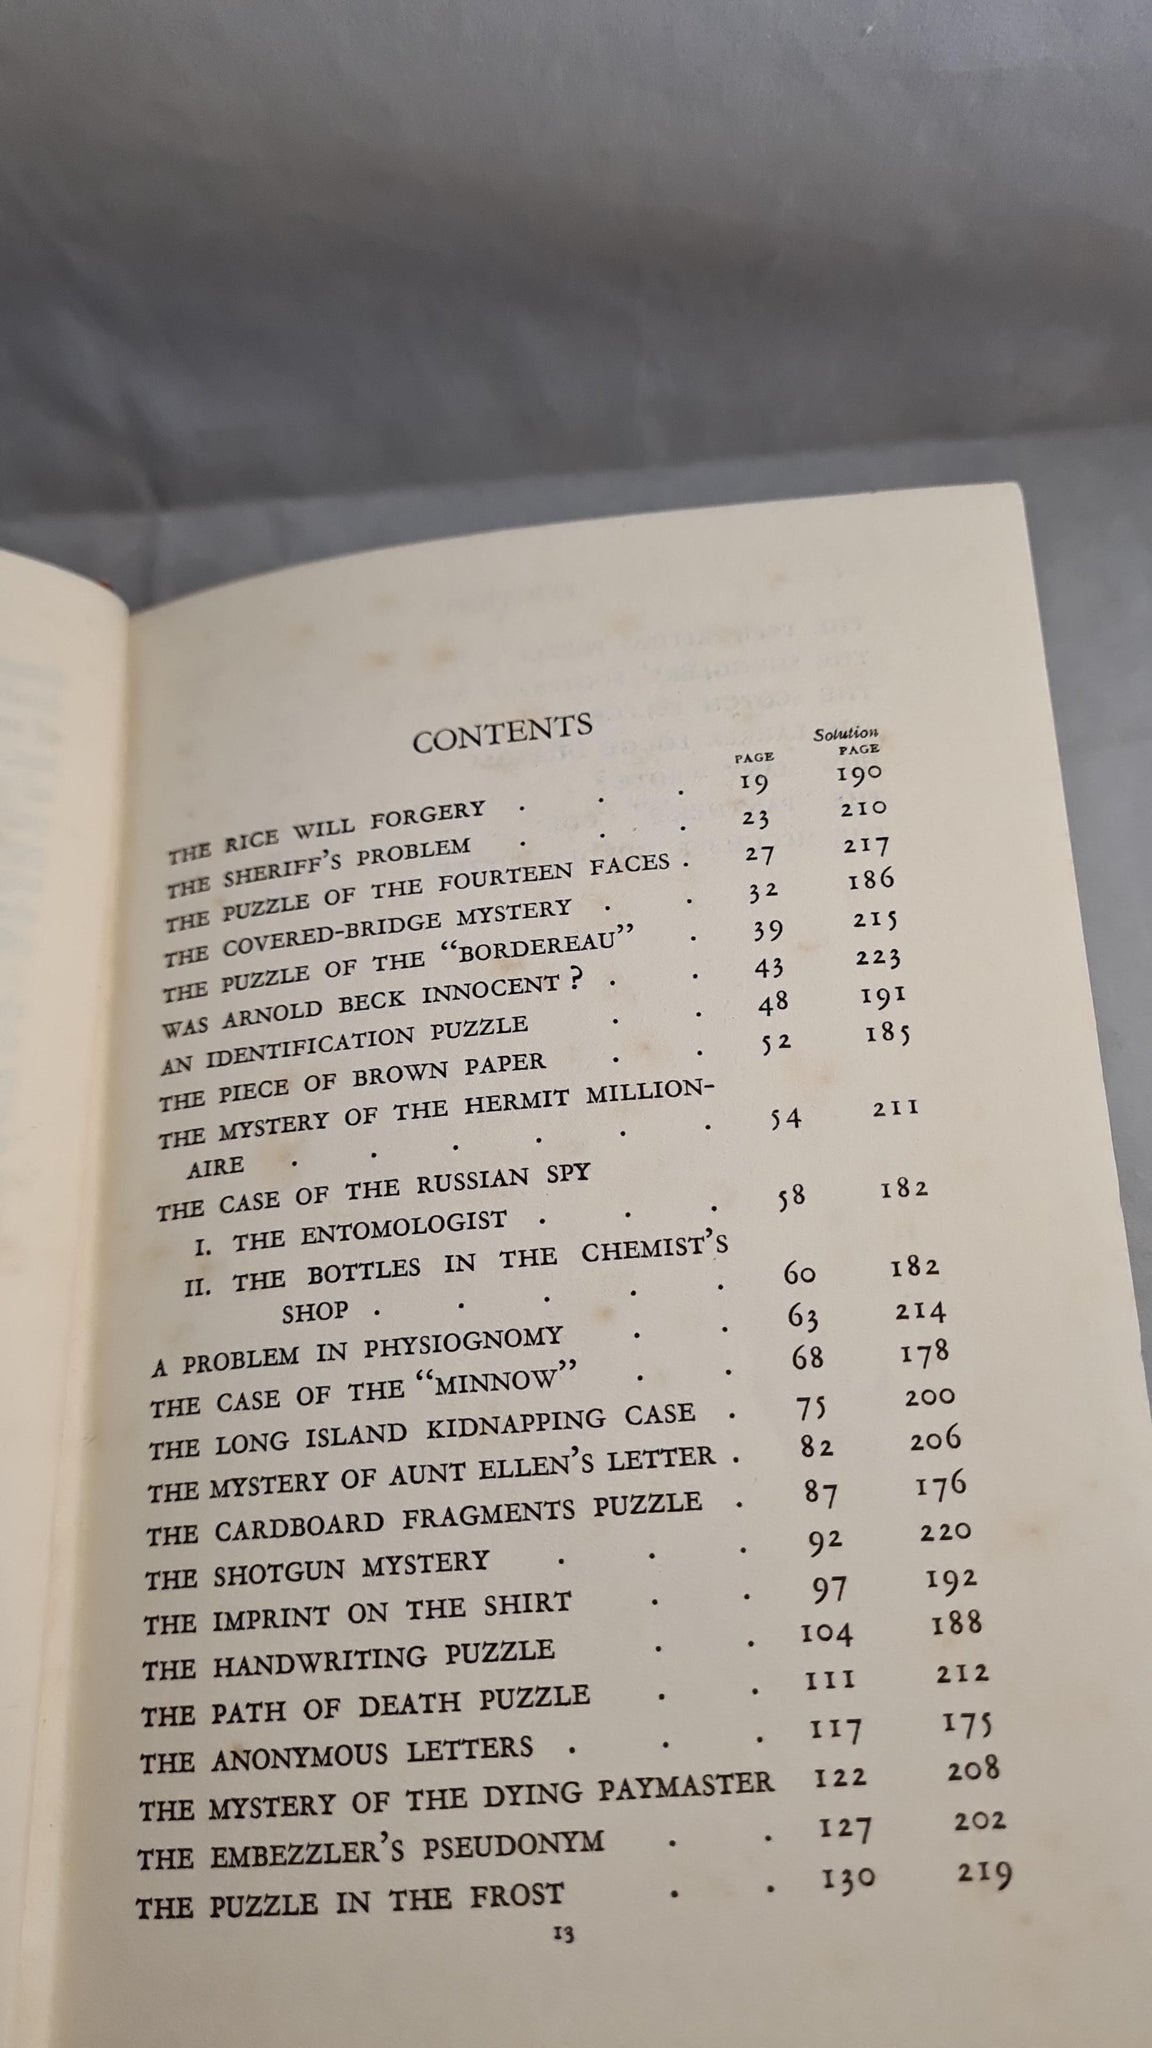 CONTENTS
Solution
PAGE PAGE
THE RICE WILL FORGERY . . . 19 190
THE SHERIFF'S PROBLEM . . . 23 210
THE PUZZLE OF THE FOURTEEN FACES . 27 217
THE COVERED-BRIDGE MYSTERY . . 32 186
THE PUZZLE OF THE "BORDEREAU" . 39 215
WAS ARNOLD BECK INNOCENT? . . 43 223
AN IDENTIFICATION PUZZLE . . 48 191
THE PIECE OF BROWN PAPER . . 52 185
THE MYSTERY OF THE HERMIT MILLION-
AIRE . . . . . . 54 211
THE CASE OF THE RUSSIAN SPY
I. THE ENTOMOLOGIST . . . 58 182
II. THE BOTTLES IN THE CHEMIST'S
SHOP . . . . . 60 182
A PROBLEM IN PHYSIOGNOMY . . 63 214
THE CASE OF THE "MINNOW" . . 68 178
THE LONG ISLAND KIDNAPPING CASE . 75 200
THE MYSTERY OF AUNT ELLEN'S LETTER . 82 206
THE CARDBOARD FRAGMENTS PUZZLE . 87 176
THE SHOTGUN MYSTERY . . . 92 220
THE IMPRINT ON THE SHIRT . . 97 192
THE HANDWRITING PUZZLE . . 104 188
THE PATH OF DEATH PUZZLE . . 111 212
THE ANONYMOUS LETTERS . . . 117 175
THE MYSTERY OF THE DYING PAYMASTER 122 208
THE EMBEZZLER'S PSEUDONYM . . 127 202
THE PUZZLE IN THE FROST . . 130 219
13